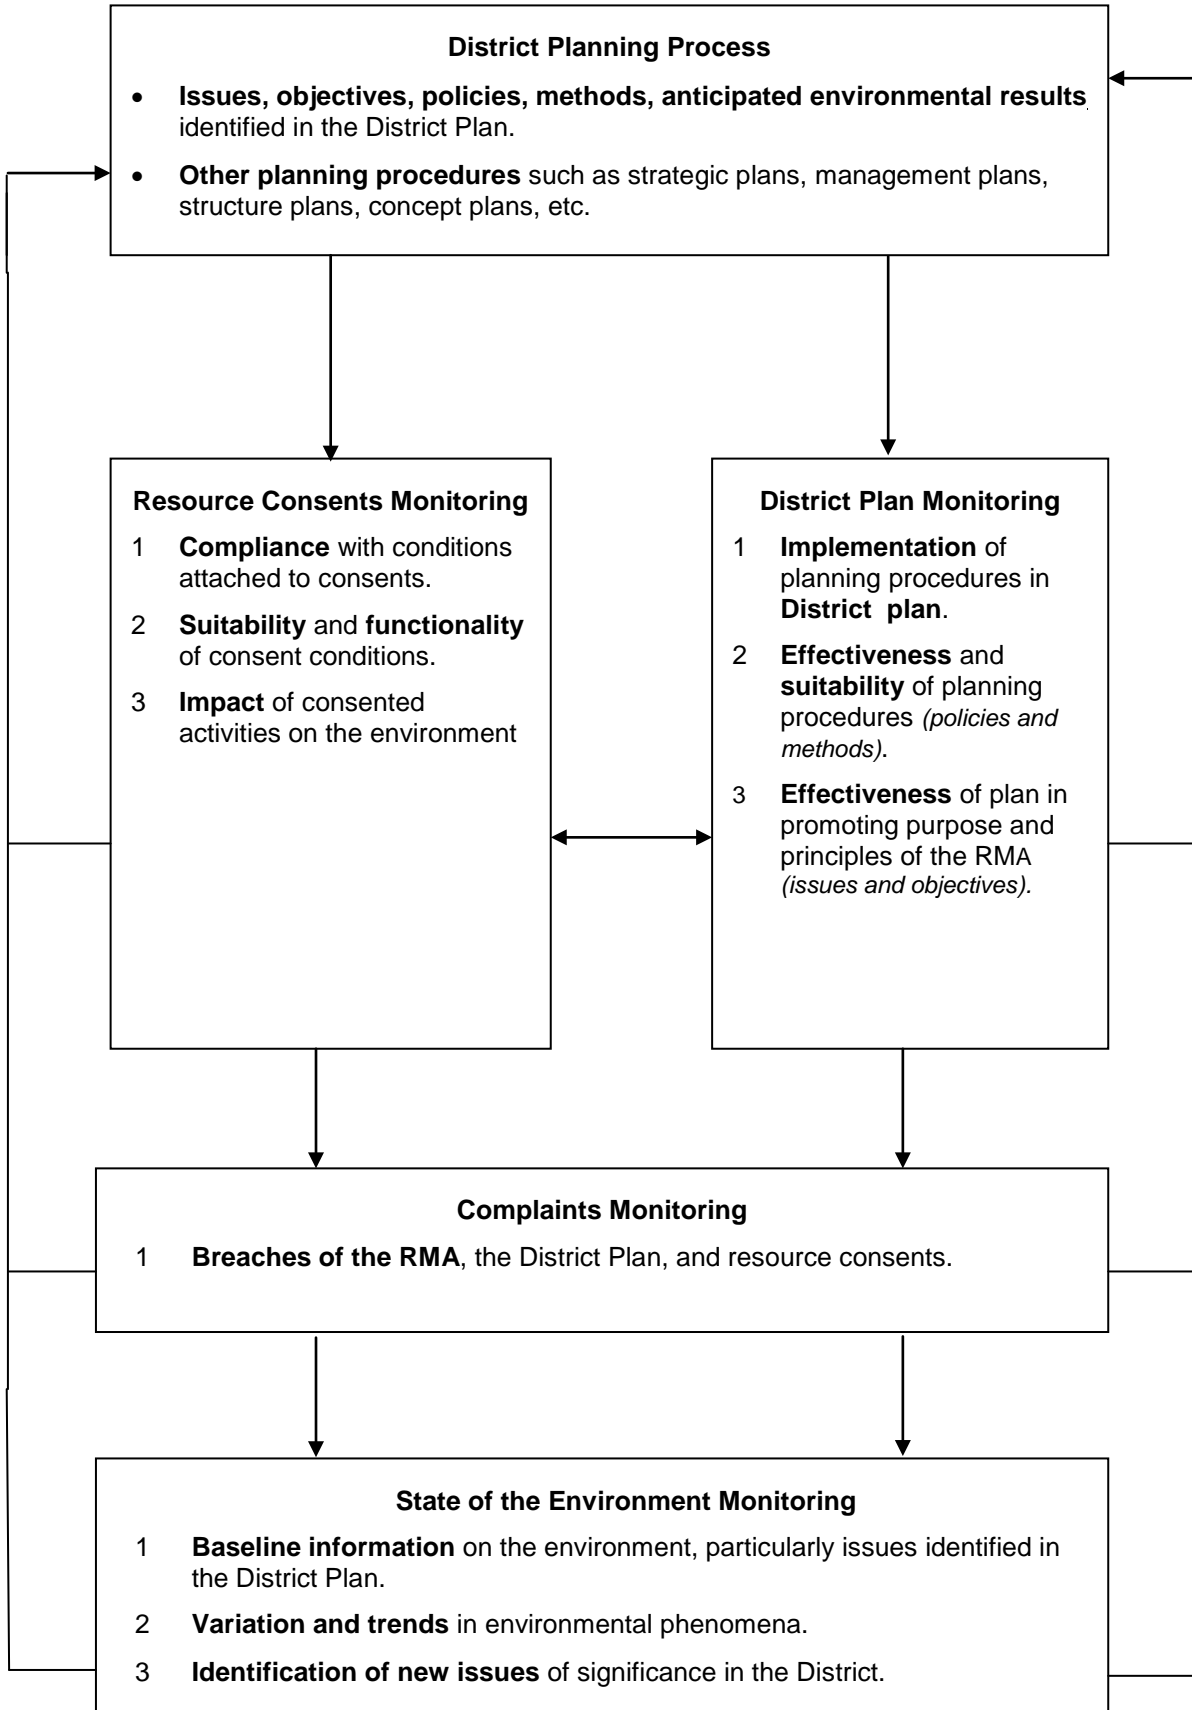 District Planning Process
• Issues, objectives, policies, methods, anticipated environmental results
identified in the District Plan.
• Other planning procedures such as strategic plans, management plans,
structure plans, concept plans, etc.
Resource Consents Monitoring
1 Compliance with conditions
attached to consents.
2 Suitability and functionality
of consent conditions.
3 Impact of consented
activities on the environment
District Plan Monitoring
1 Implementation of
planning procedures in
District plan.
2 Effectiveness and
suitability of planning
procedures (policies and
methods).
3 Effectiveness of plan in
promoting purpose and
principles of the RMA
(issues and objectives).
Complaints Monitoring
1 Breaches of the RMA, the District Plan, and resource consents.
State of the Environment Monitoring
1 Baseline information on the environment, particularly issues identified in
the District Plan.
2 Variation and trends in environmental phenomena.
3 Identification of new issues of significance in the District.